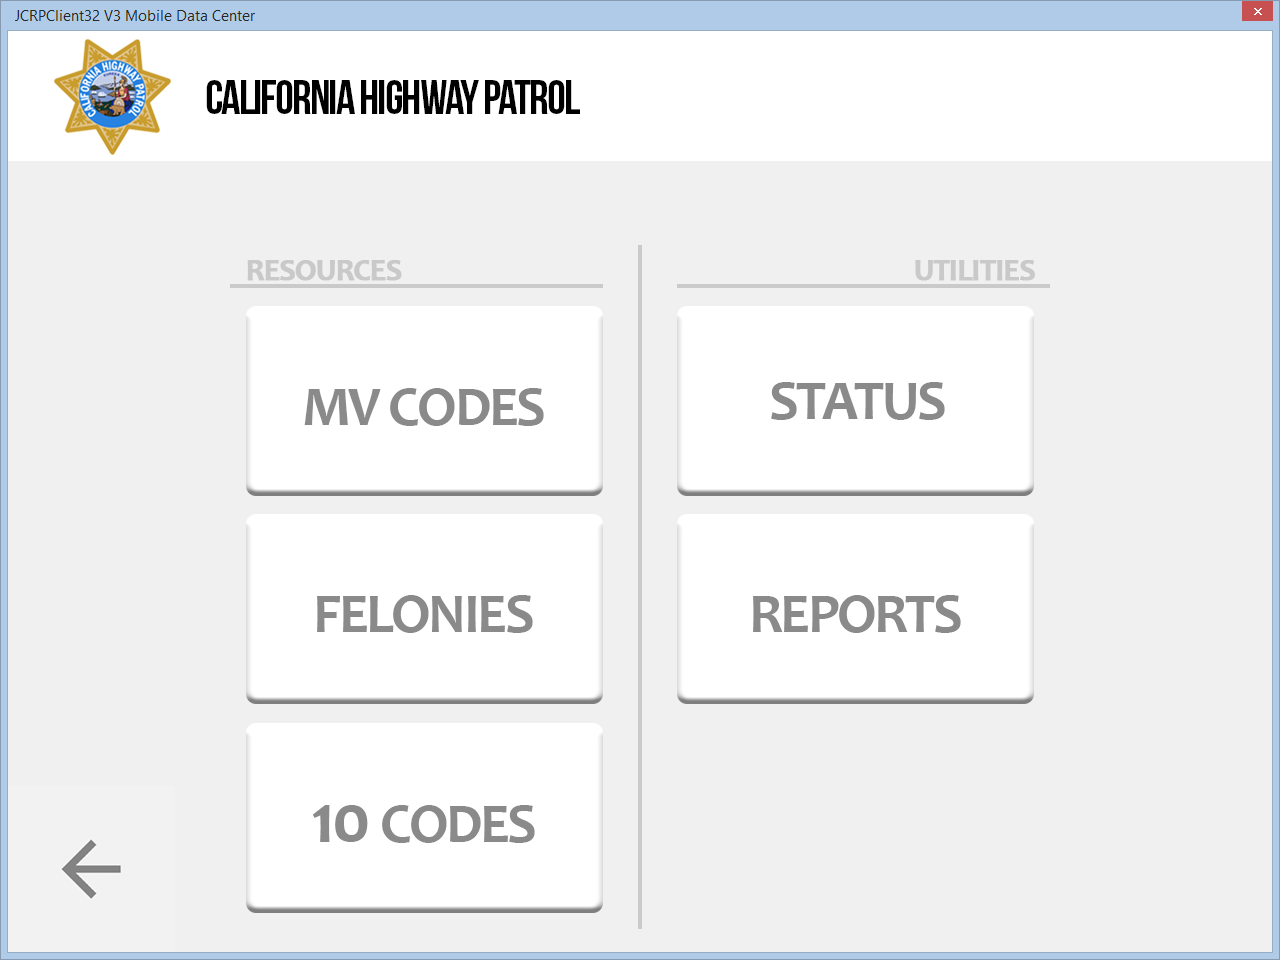 JCRPClient32 V3 Mobile Data Center
CALIFORNIA HIGHWAY PATROL
CALIFORNIA HIGHWAY PATROL
RESOURCES
MV CODES
FELONIES
10 CODES
UTILITIES
STATUS
REPORTS